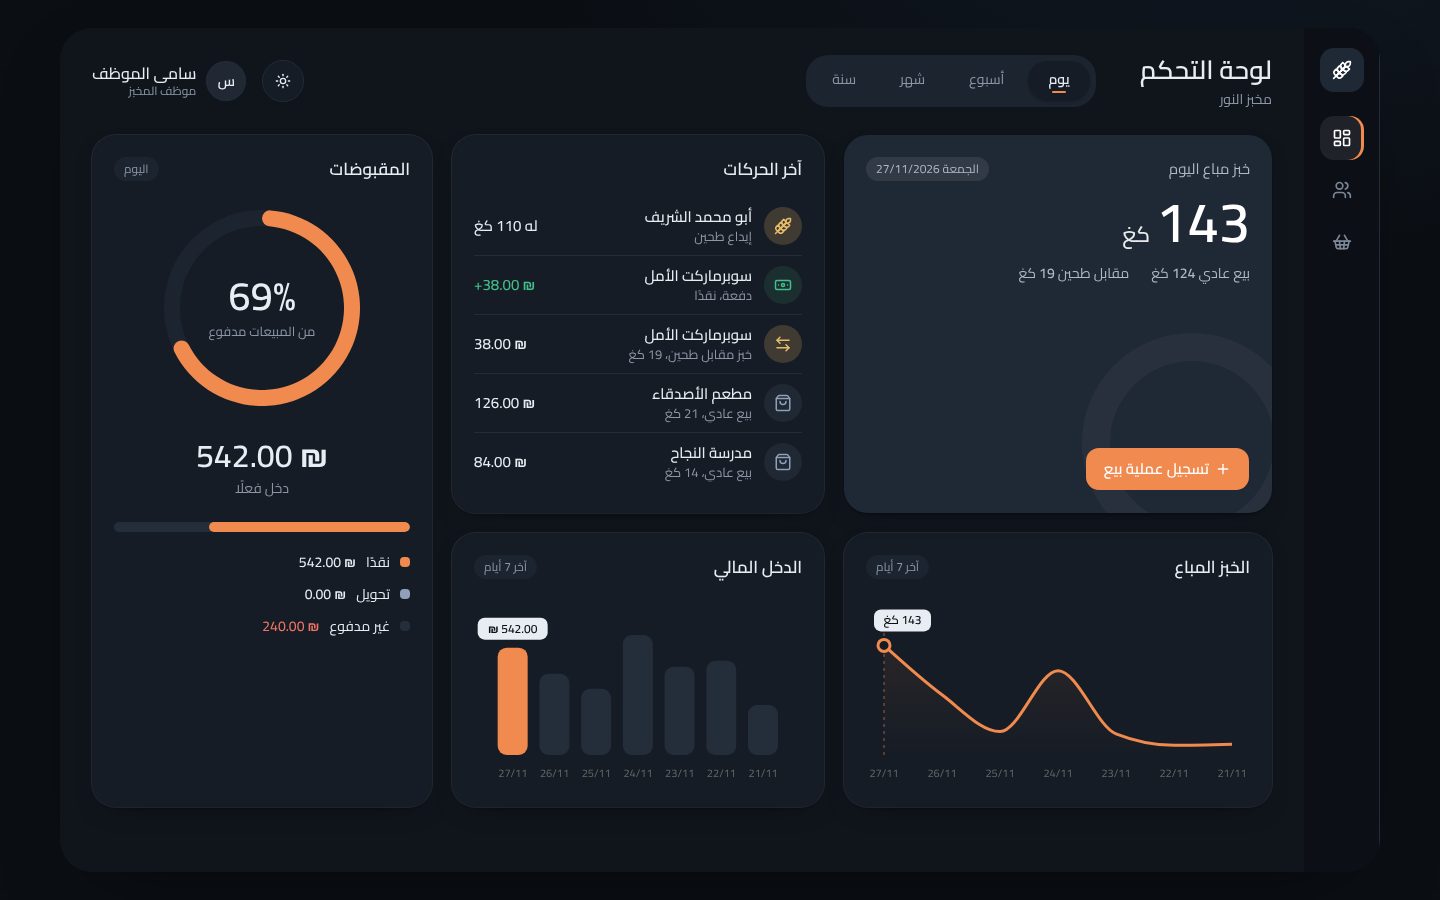 لوحة التحكم
مخبز النور
يوم
أسبوع
شهر
سنة
س
سامي الموظف
موظف المخبز
خبز مباع اليوم
الجمعة 27/11/2026
143 كغ
بيع عادي 124 كغ
مقابل طحين 19 كغ
+ تسجيل عملية بيع
آخر الحركات
أبو محمد الشريف
إيداع طحين
له 110 كغ
سوبرماركت الأمل
دفعة، نقدًا
+38.00 ₪
سوبرماركت الأمل
خبز مقابل طحين، 19 كغ
38.00 ₪
مطعم الأصدقاء
بيع عادي، 21 كغ
126.00 ₪
مدرسة النجاح
بيع عادي، 14 كغ
84.00 ₪
المقبوضات
اليوم
69%
من المبيعات مدفوع
542.00 ₪
دخل فعلًا
نقدًا 542.00 ₪
تحويل 0.00 ₪
غير مدفوع 240.00 ₪
الخبز المباع
آخر 7 أيام
143 كغ
21/11
22/11
23/11
24/11
25/11
26/11
27/11
الدخل المالي
آخر 7 أيام
542.00 ₪
21/11
22/11
23/11
24/11
25/11
26/11
27/11